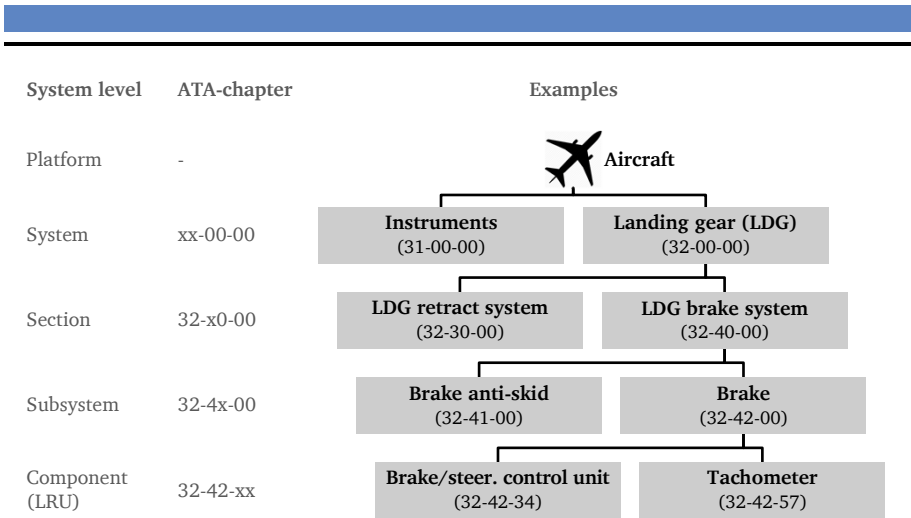 System level ATA-chapter Examples
Platform - Aircraft
Instruments Landing gear (LDG)
System xx-00-00 (31-00-00) (32-00-00)
LDG retract system LDG brake system
Section 32-x0-00 (32-30-00) (32-40-00)
Brake anti-skid Brake
Subsystem 32-4x-00 (32-41-00) (32-42-00)
Component Brake/steer. control unit Tachometer
(LRU) 32-42-xx (32-42-34) (32-42-57)